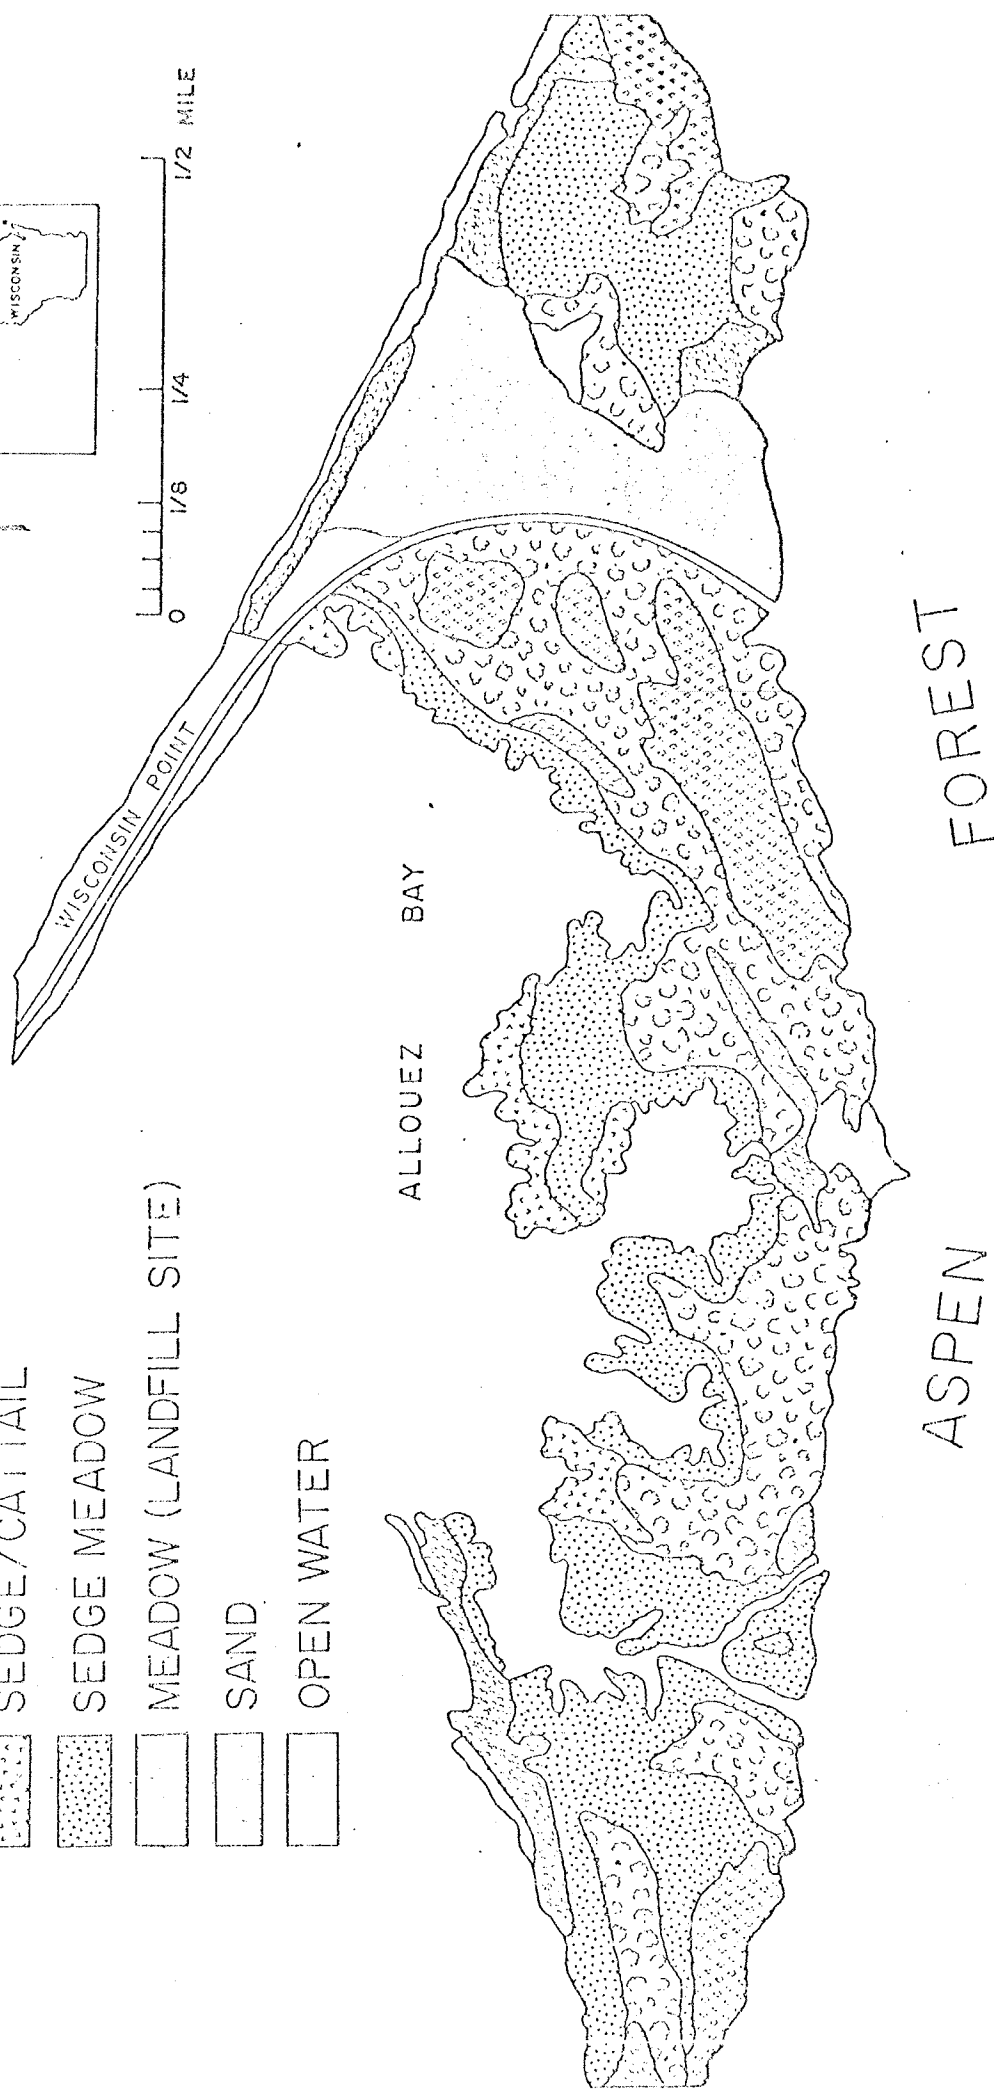 SEDGE/CATTAIL
SEDGE MEADOW
MEADOW (LANDFILL SITE)
SAND
OPEN WATER
WISCONSIN
0 1/8 1/4 1/2 MILE
WISCONSIN POINT
ALLOUEZ BAY
ASPEN FOREST